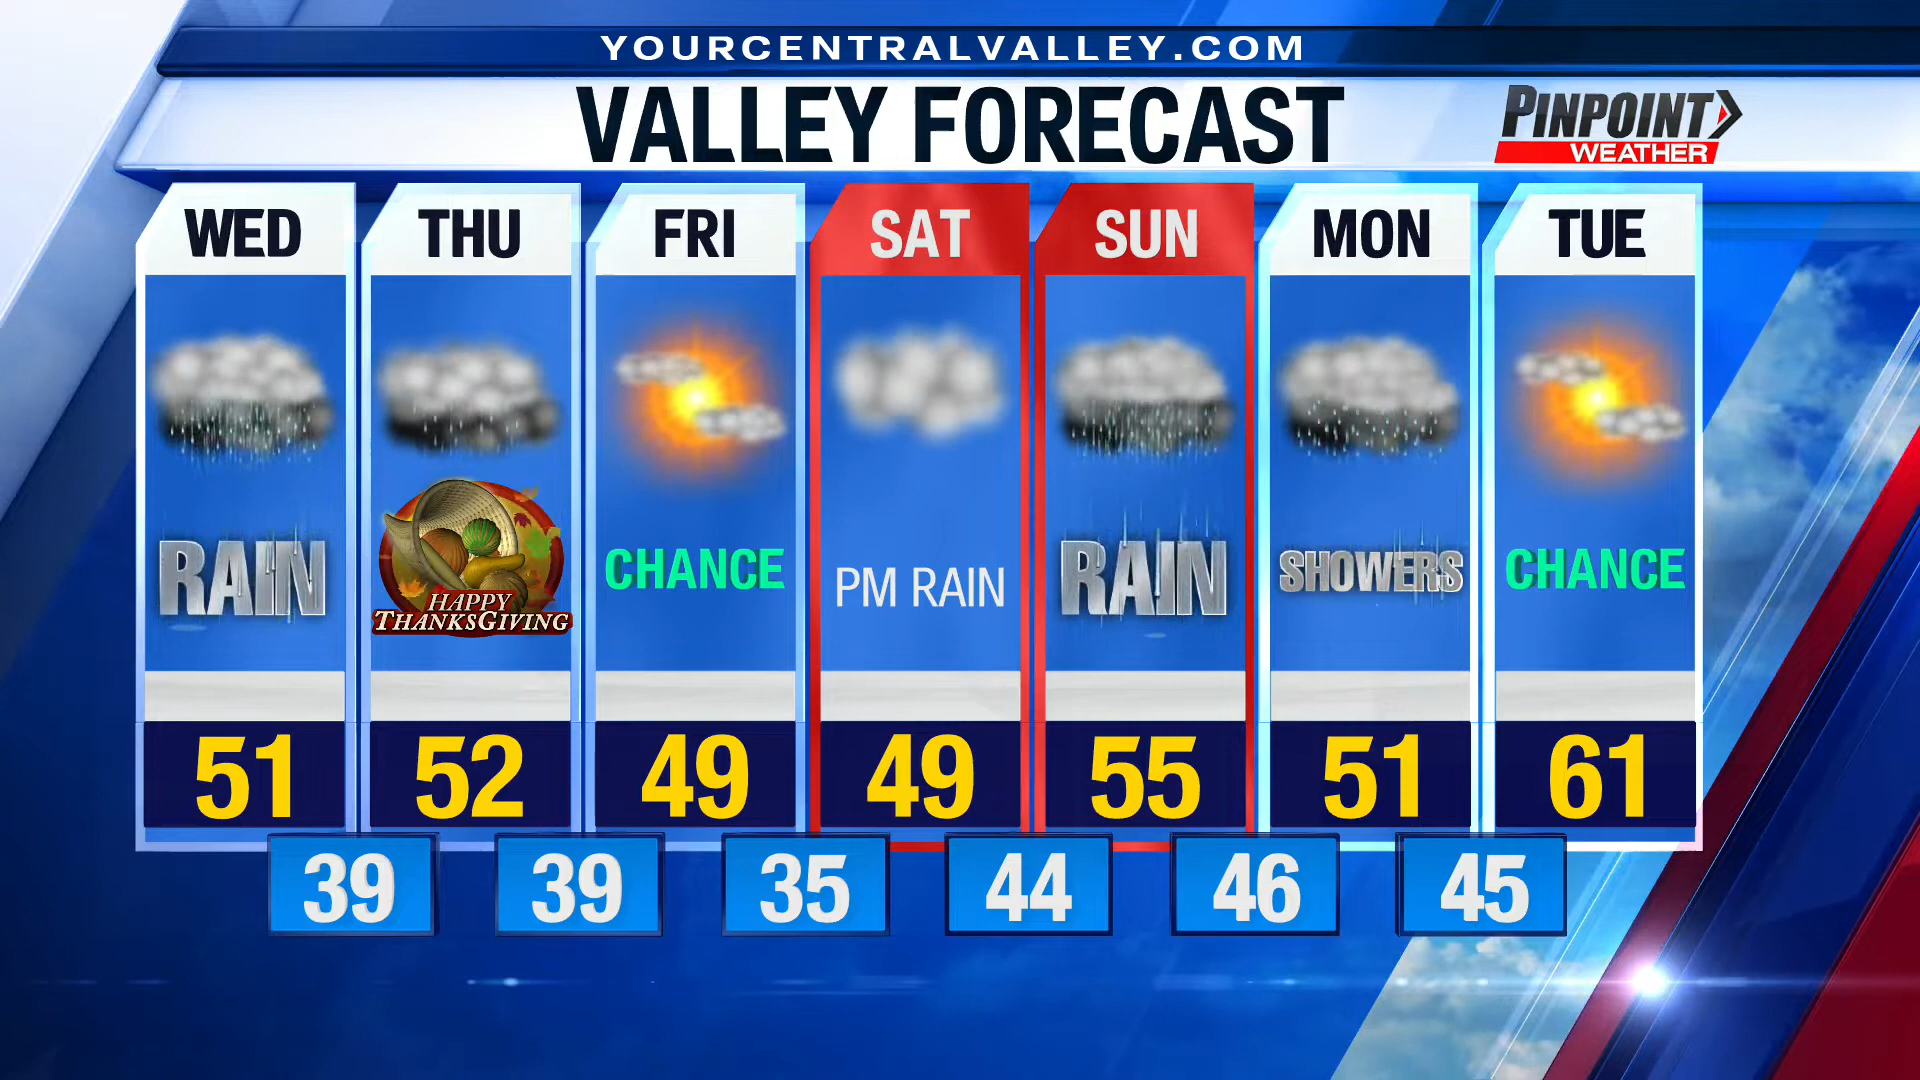 YOURCENTRALVALLEY.COM
VALLEY FORECAST
PINPOINT
WEATHER
WED THU FRI SAT SUN MON TUE
RAIN
HAPPY
THANKSGIVING
CHANCE
PM RAIN
RAIN
SHOWERS
CHANCE
51 52 49 49 55 51 61
39 39 35 44 46 45